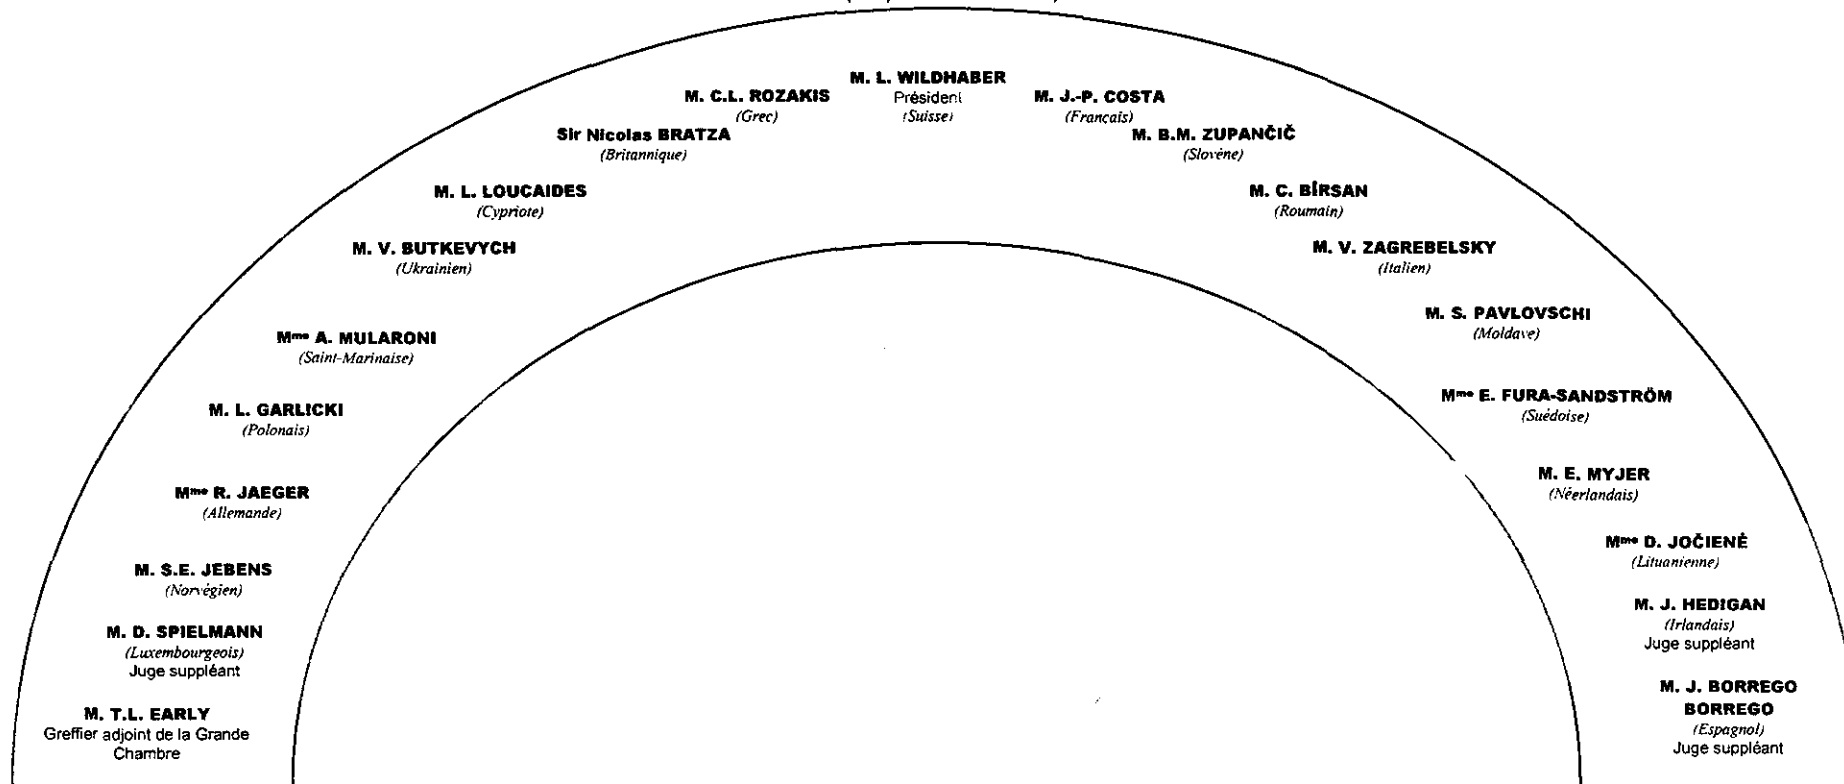 M. L. WILDHABER
Président
(Suisse)
M. C.L. ROZAKIS
(Grec)
M. J.-P. COSTA
(Francais)
Sir Nicolas BRATZA
(Britannique)
M. B.M. ZUPANČIČ
(Slovène)
M. L. LOUCAIDES
(Cypriote)
M. C. BÎRSAN
(Roumain)
M. V. BUTKEVYCH
(Ukrainien)
M. V. ZAGREBELSKY
(Italien)
M. S. PAVLOVSCHI
(Moldave)
Mme A. MULARONI
(Saint-Marinaise)
Mme E. FURA-SANDSTRÖM
(Suédoise)
M. L. GARLICKI
(Polonais)
M. E. MYJER
(Néerlandais)
Mme R. JAEGER
(Allemande)
Mme D. JOČIENĖ
(Lituanienne)
M. S.E. JEBENS
(Norvégien)
M. J. HEDIGAN
(Irlandais)
Juge suppléant
M. D. SPIELMANN
(Luxembourgeois)
Juge suppléant
M. J. BORREGO
BORREGO
(Espagnol)
Juge suppléant
M. T.L. EARLY
Greffier adjoint de la Grande
Chambre